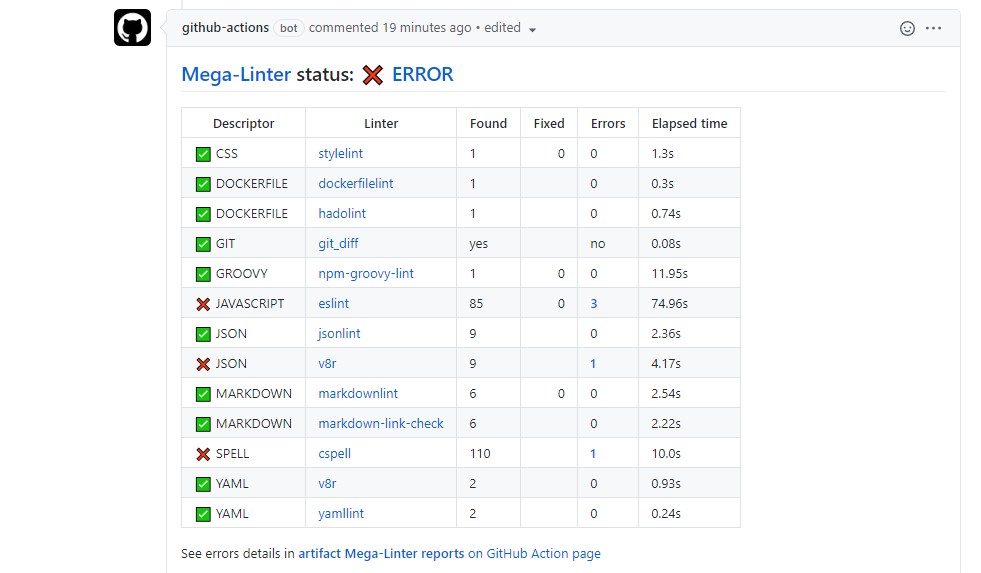 github-actions bot commented 19 minutes ago • edited
Mega-Linter status: ❌ ERROR
Descriptor Linter Found Fixed Errors Elapsed time
✅ CSS stylelint 1 0 0 1.3s
✅ DOCKERFILE dockerfilelint 1 0 0.3s
✅ DOCKERFILE hadolint 1 0 0.74s
✅ GIT git_diff yes no 0.08s
✅ GROOVY npm-groovy-lint 1 0 0 11.95s
❌ JAVASCRIPT eslint 85 0 3 74.96s
✅ JSON jsonlint 9 0 2.36s
❌ JSON v8r 9 1 4.17s
✅ MARKDOWN markdownlint 6 0 0 2.54s
✅ MARKDOWN markdown-link-check 6 0 2.22s
❌ SPELL cspell 110 1 10.0s
✅ YAML v8r 2 0 0.93s
✅ YAML yamllint 2 0 0.24s
See errors details in artifact Mega-Linter reports on GitHub Action page